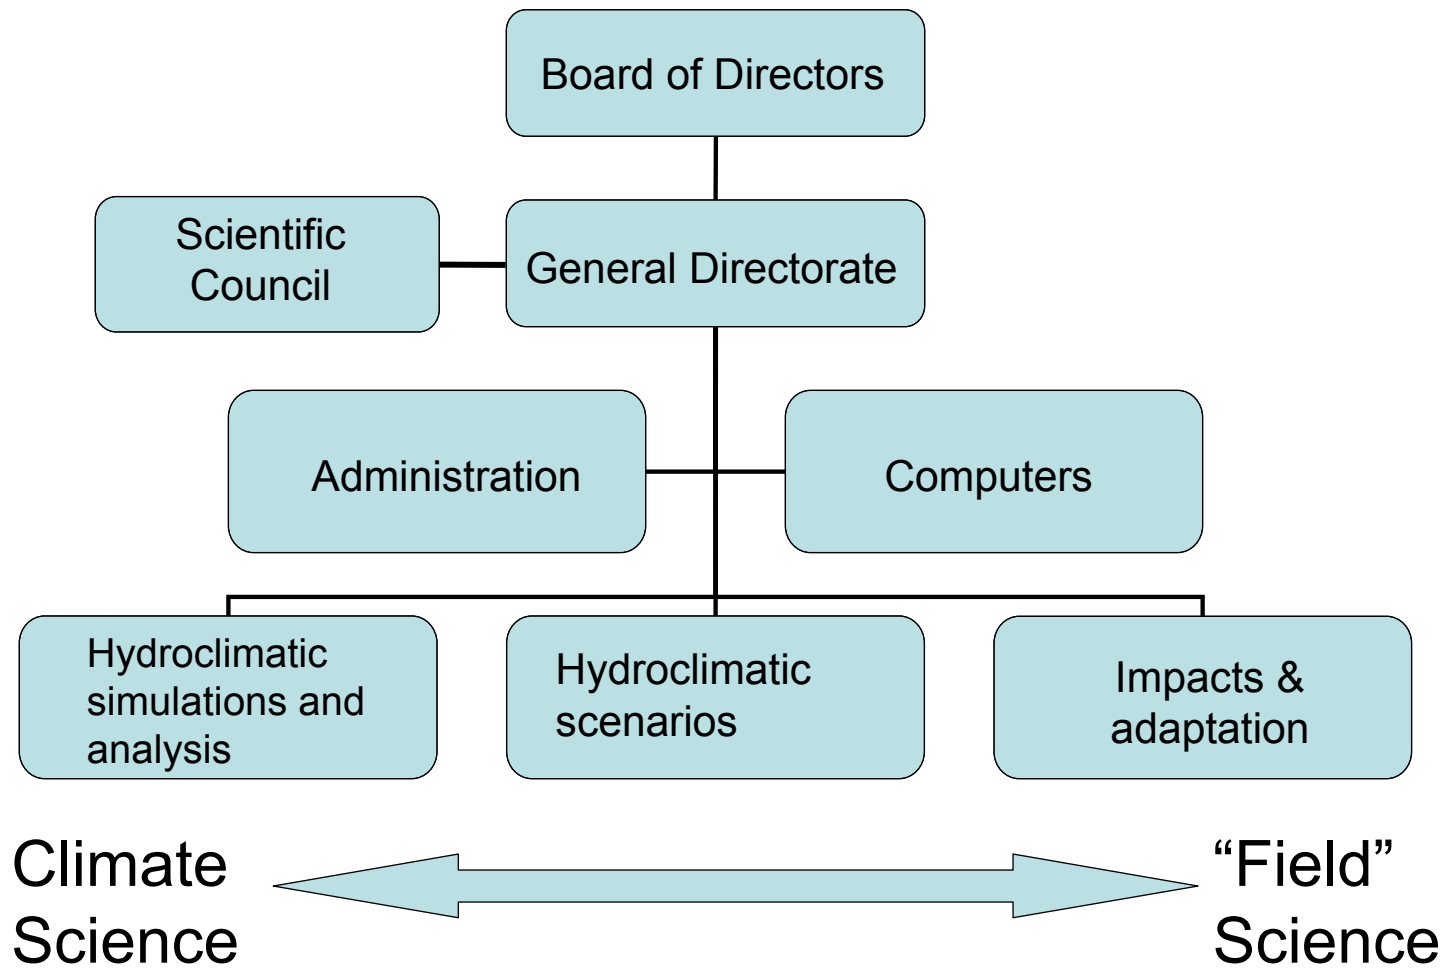 Board of Directors
Scientific
Council
General Directorate
Administration
Computers
Hydroclimatic
simulations and
analysis
Hydroclimatic
scenarios
Impacts &
adaptation
Climate
Science
“Field”
Science